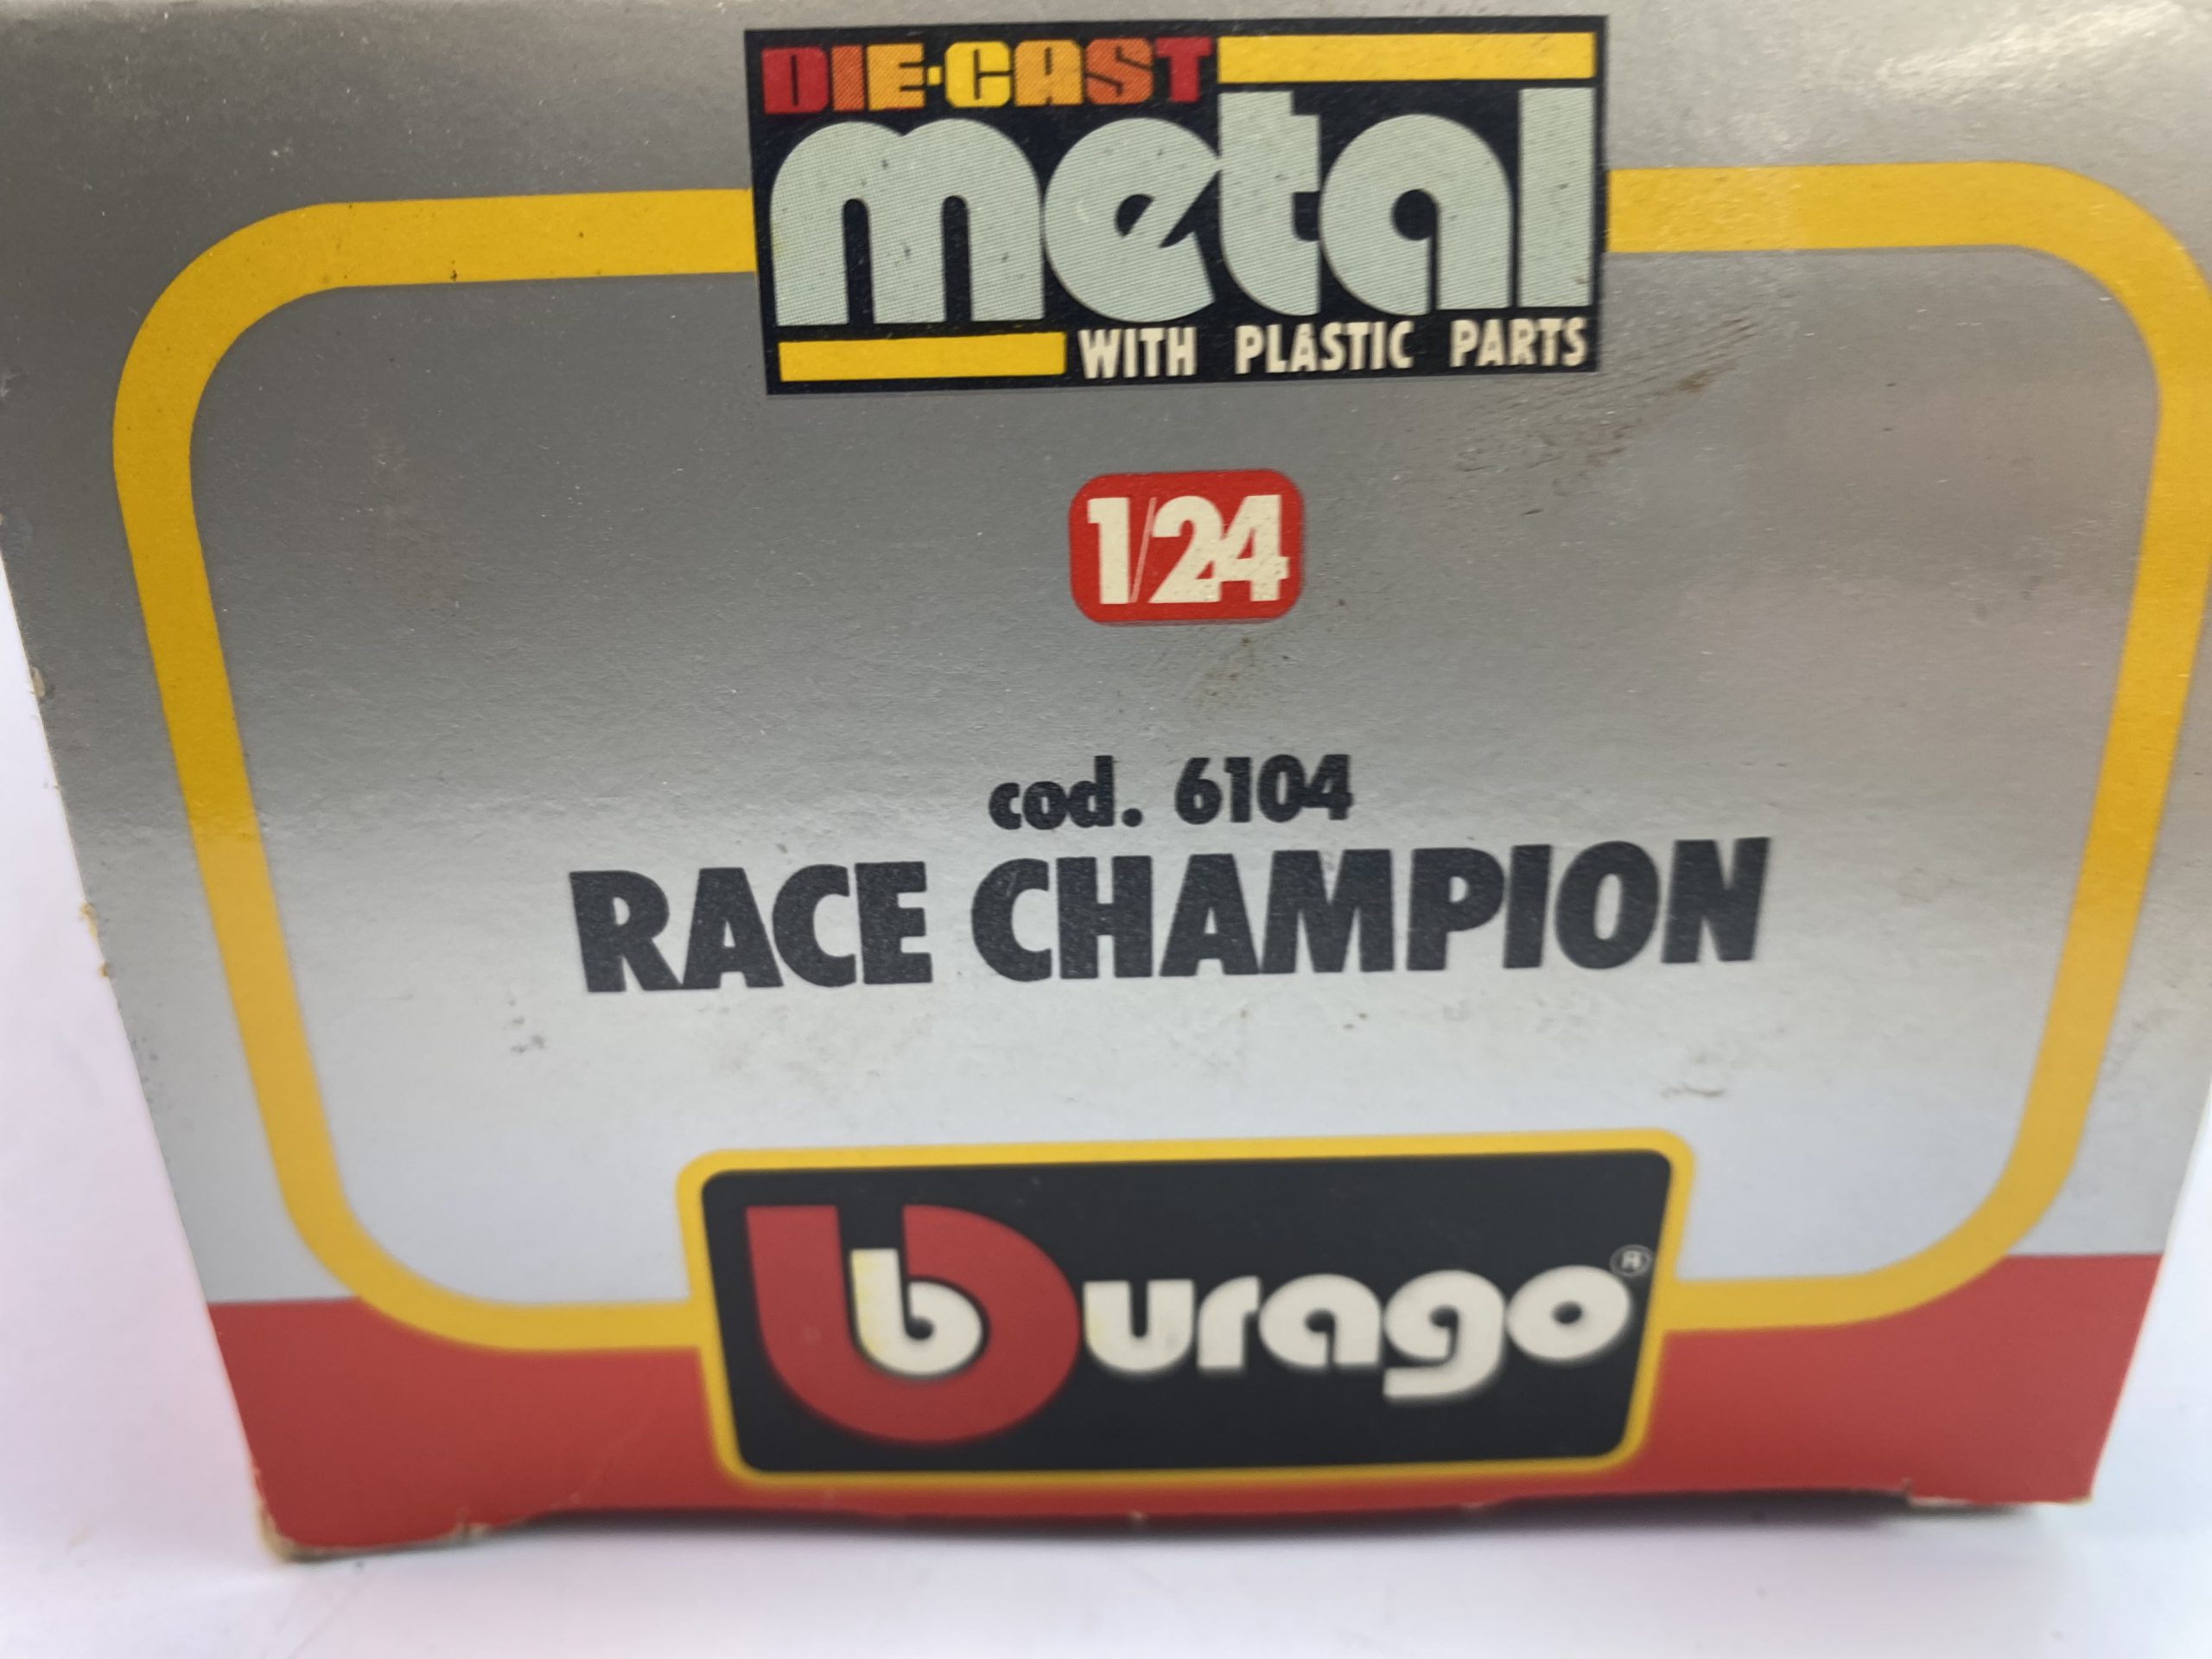 DIE·CAST
metal
WITH PLASTIC PARTS
1/24
cod. 6104
RACE CHAMPION
burago®